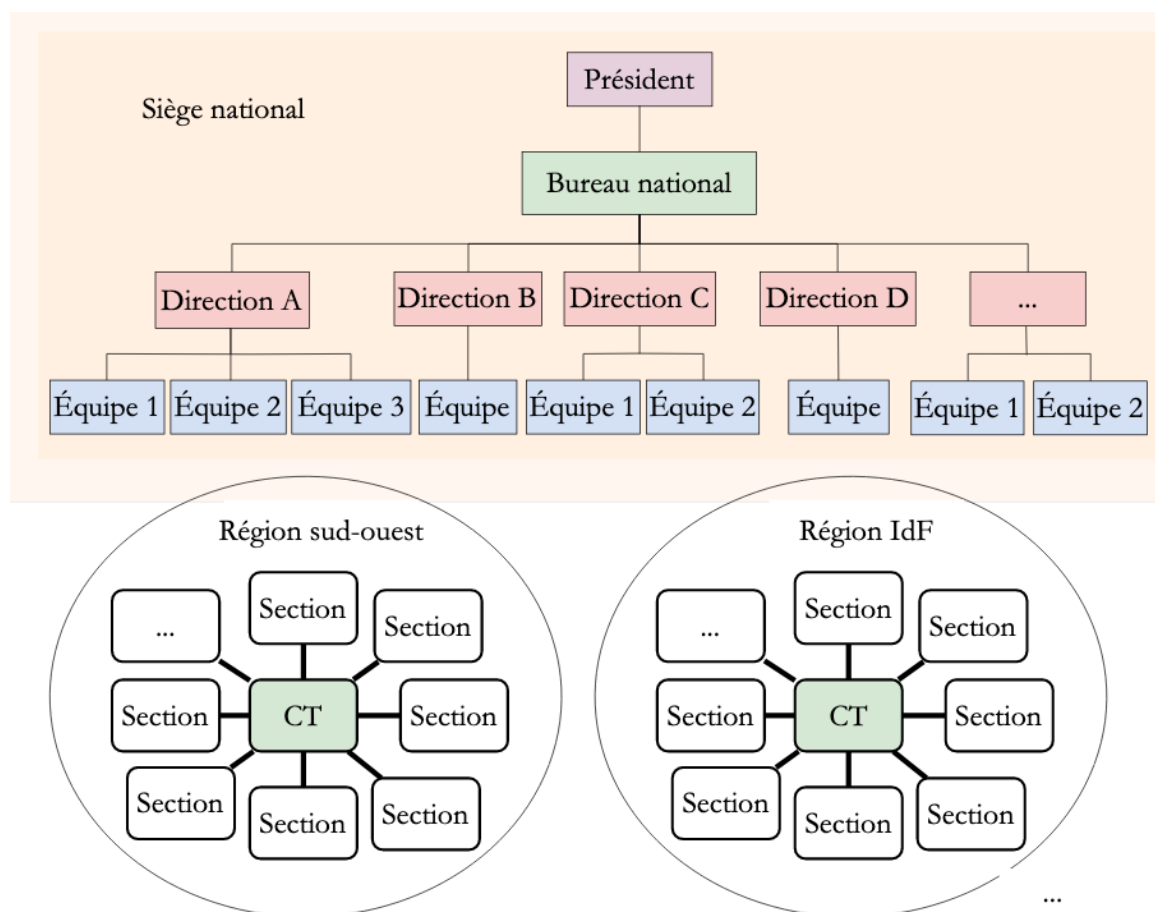 Président
Siège national
Bureau national
Direction A
Direction B
Direction C
Direction D
...
Équipe 1
Équipe 2
Équipe 3
Équipe
Équipe 1
Équipe 2
Équipe
Équipe 1
Équipe 2
Région sud-ouest
...
Section
Section
Section
CT
Section
Section
Section
Section
Région IdF
...
Section
Section
Section
CT
Section
Section
Section
Section
...